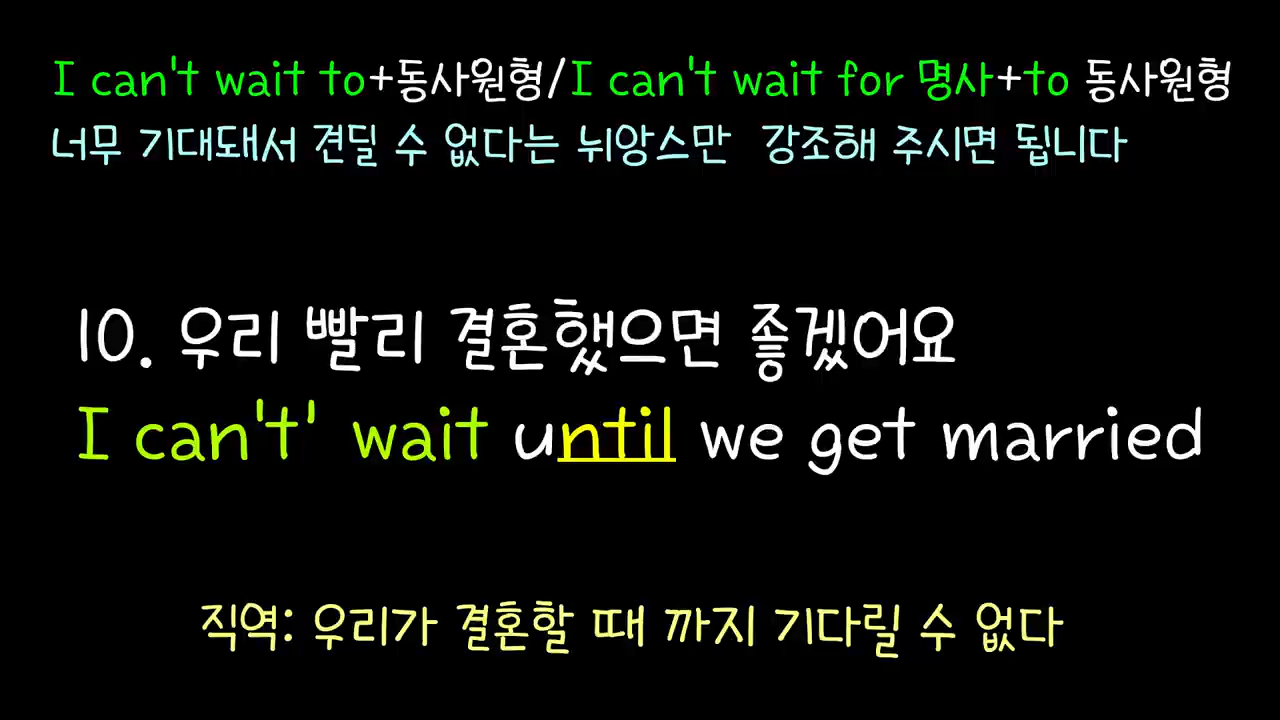 I can't wait to+동사원형/I can't wait for 명사+to 동사원형
너무 기대돼서 견딜 수 없다는 뉘앙스만 강조해 주시면 됩니다
10. 우리 빨리 결혼했으면 좋겠어요
I can't' wait until we get married
직역: 우리가 결혼할 때 까지 기다릴 수 없다